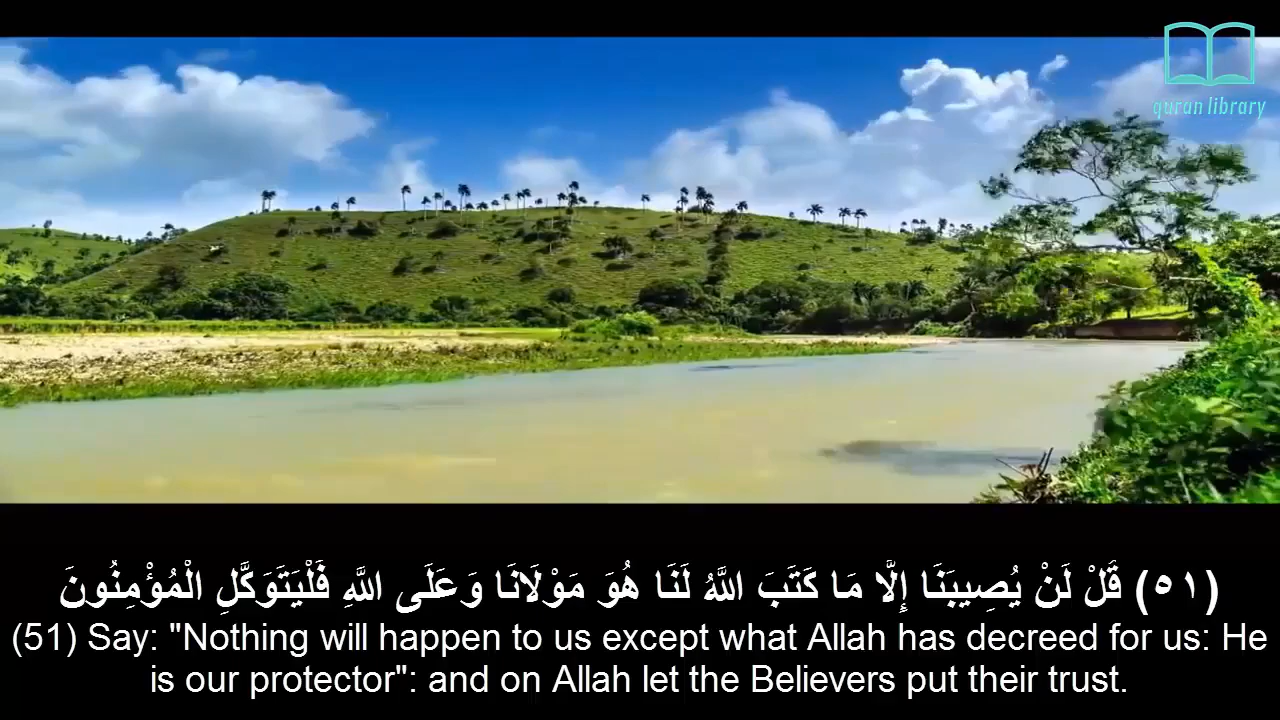 quran library
(٥١) قَلْ لَنْ يُصِيبَنَا إِلَّا مَا كَتَبَ اللَّهُ لَنَا هُوَ مَوْلَانَا وَعَلَى اللَّهِ فَلْيَتَوَكَّلِ الْمُؤْمِنُونَ
(51) Say: "Nothing will happen to us except what Allah has decreed for us: He
is our protector": and on Allah let the Believers put their trust.